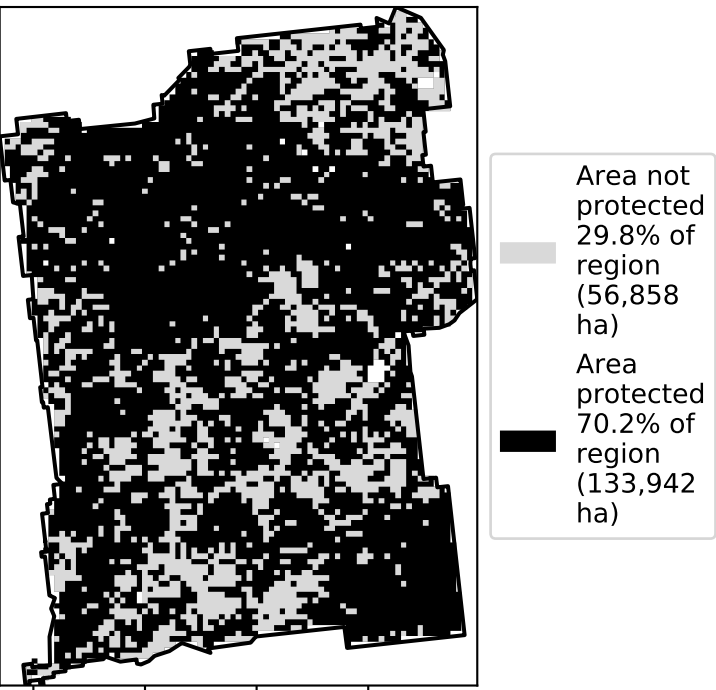 Area not
protected
29.8% of
region
(56,858
ha)
Area
protected
70.2% of
region
(133,942
ha)